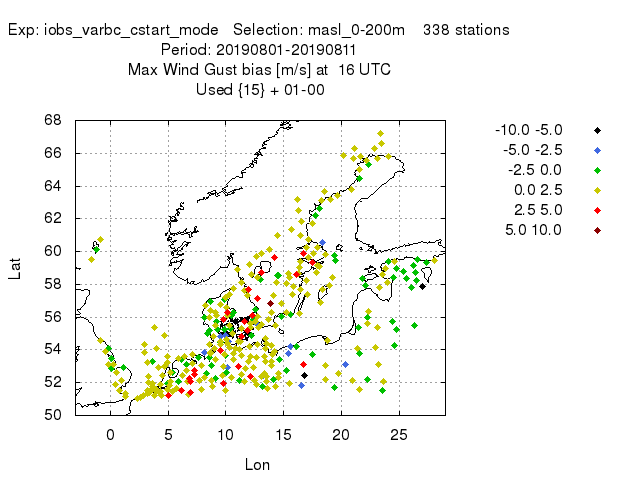 Exp: iobs_varbc_cstart_mode   Selection: masl_0-200m    338 stations
Period: 20190801-20190811
Max Wind Gust bias [m/s] at  16 UTC
Used {15} + 01-00
68
66
64
62
60
58
56
54
52
50
Lat
0 5 10 15 20 25
Lon
-10.0 -5.0
-5.0 -2.5
-2.5 0.0
0.0 2.5
2.5 5.0
5.0 10.0